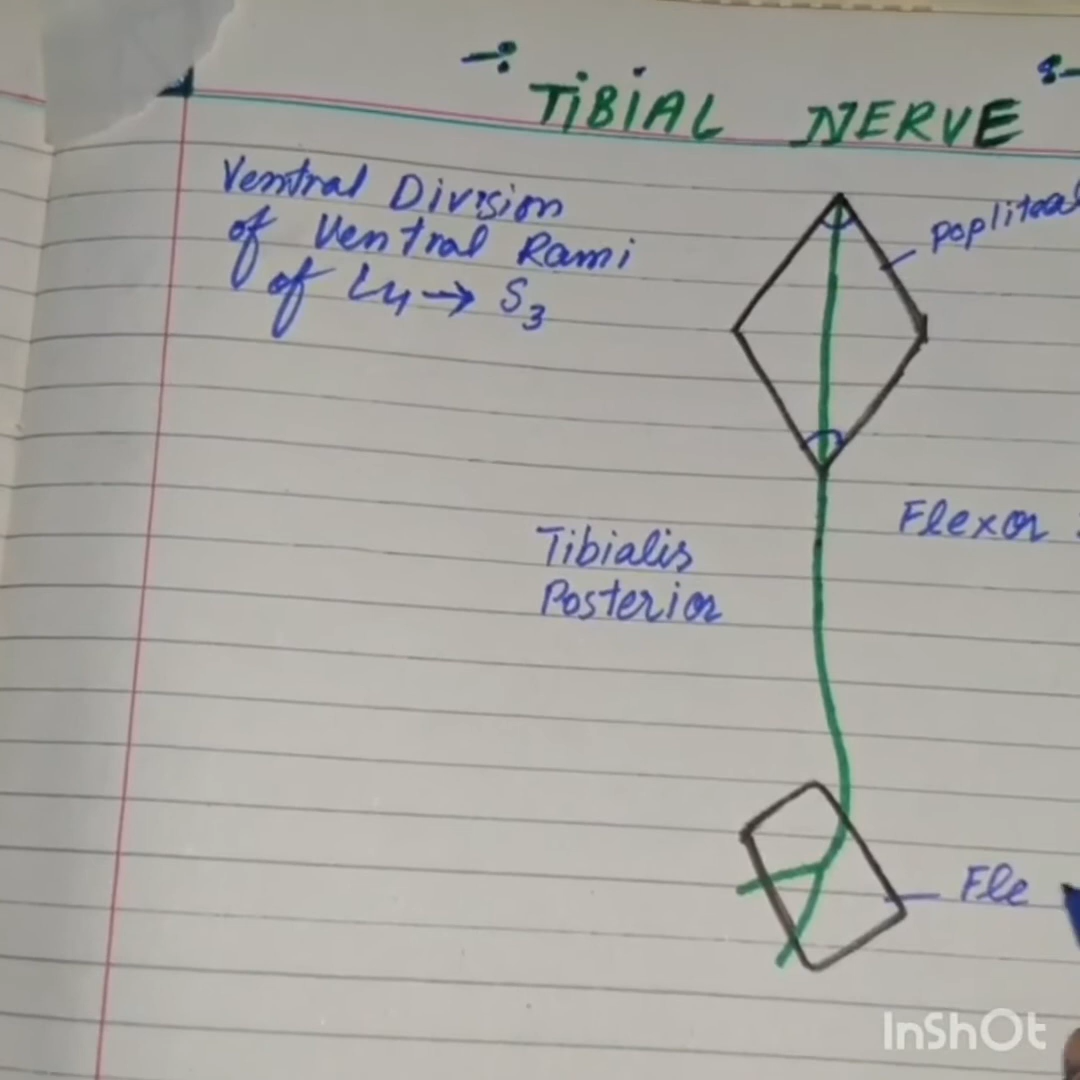 TiBiAL NERVE
Ventral Division
of Ventral Rami
of L4 → S3
popliteal
Tibialis
Posterior
Flexor
Fle
InShOt